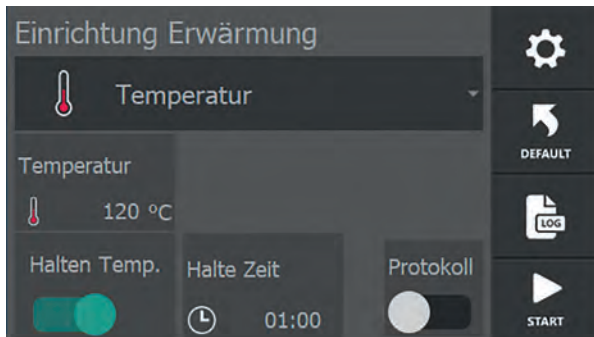 Einrichtung Erwärmung
Temperatur
Temperatur
120 °C
Halten Temp.
Halte Zeit
01:00
Protokoll
DEFAULT
LOG
START